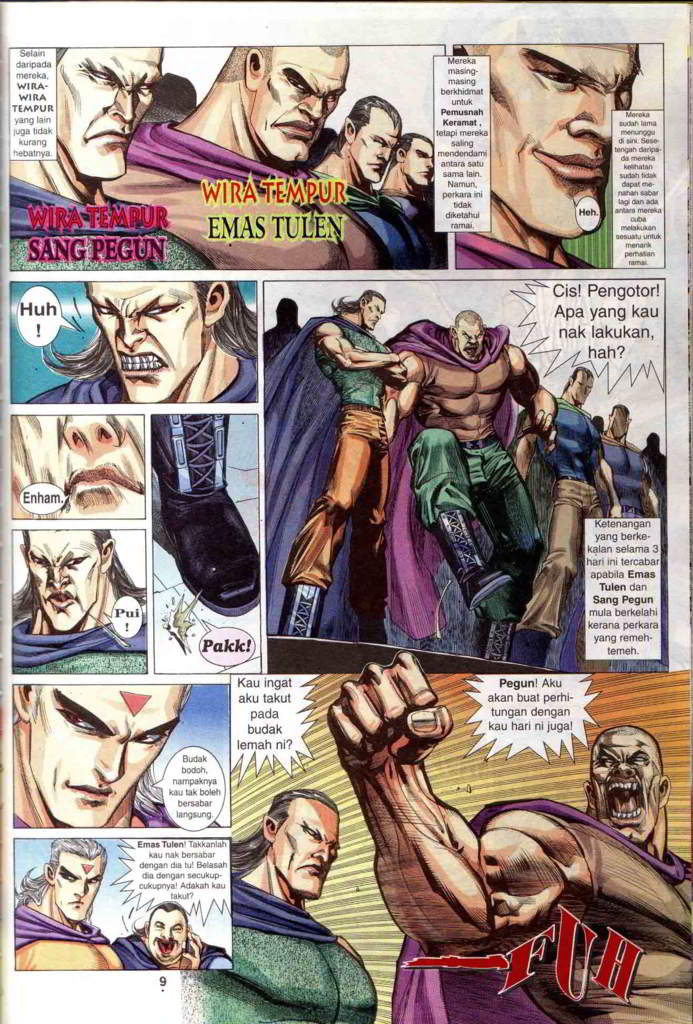 Selain
daripada
mereka,
WIRA-
WIRA
TEMPUR
yang lain
juga tidak
kurang
hebatnya.
WIRA TEMPUR
SANG PEGUN
WIRA TEMPUR
EMAS TULEN
Mereka
masing-
masing
berkhidmat
untuk
Pemusnah
Keramat ,
tetapi mereka
saling
mendendami
antara satu
sama lain.
Namun,
perkara ini
tidak
diketahui
ramai.
Heh.
Mereka
sudah lama
menunggu
di sini. Sese-
tengah daripa-
da mereka
kelihatan
sudah tidak
dapat me-
nahan sabar
lagi dan ada
antara mereka
cuba
melakukan
sesuatu untuk
menarik
perhatian
ramai.
Huh
!
Cis! Pengotor!
Apa yang kau
nak lakukan,
hah?
Enham.
Pui
!
Pakk!
Ketenangan
yang berke-
kalan selama 3
hari ini tercabar
apabila Emas
Tulen dan
Sang Pegun
mula berkelahi
kerana perkara
yang remeh-
temeh.
Budak
bodoh,
nampaknya
kau tak boleh
bersabar
langsung.
Kau ingat
aku takut
pada
budak
lemah ni?
Pegun! Aku
akan buat perhi-
tungan dengan
kau hari ni juga!
Emas Tulen! Takkanlah
kau nak bersabar
dengan dia tu! Belasah
dia dengan secukup-
cukupnya! Adakah kau
takut?
FUH
9